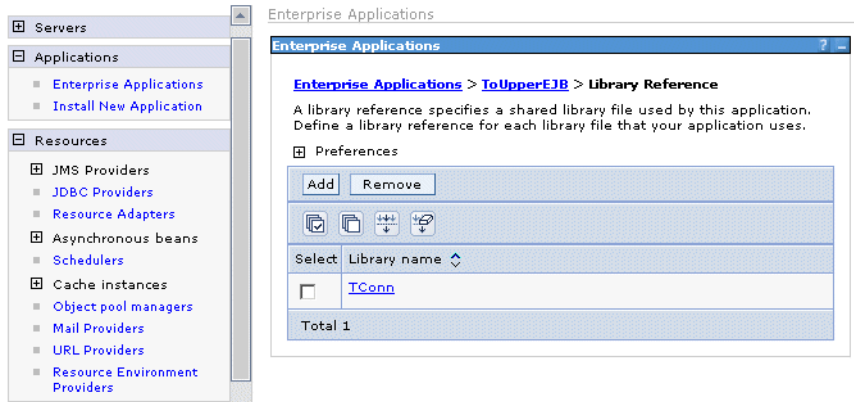 Servers
Applications
Enterprise Applications
Install New Application
Resources
JMS Providers
JDBC Providers
Resource Adapters
Asynchronous beans
Schedulers
Cache instances
Object pool managers
Mail Providers
URL Providers
Resource Environment
Providers
Enterprise Applications
Enterprise Applications ? _
Enterprise Applications > ToUpperEJB > Library Reference
A library reference specifies a shared library file used by this application.
Define a library reference for each library file that your application uses.
Preferences
Add Remove
Select Library name
TConn
Total 1